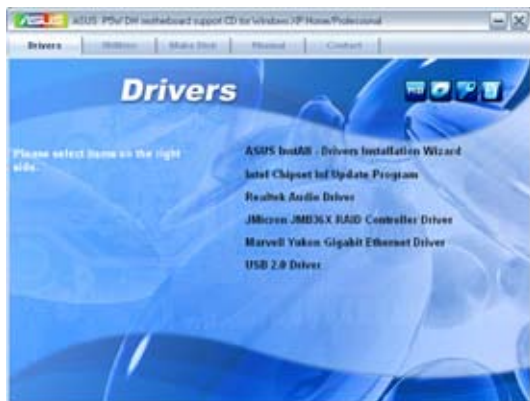 ASUS P5W DH motherboard support CD for Windows XP Home/Professional
Drivers Utilities Make Disk Manual Contact
Drivers
Please select items on the right
side.
ASUS InstAll - Drivers Installation Wizard
Intel Chipset Inf Update Program
Realtek Audio Driver
JMicron JMB36X RAID Controller Driver
Marvell Yukon Gigabit Ethernet Driver
USB 2.0 Driver